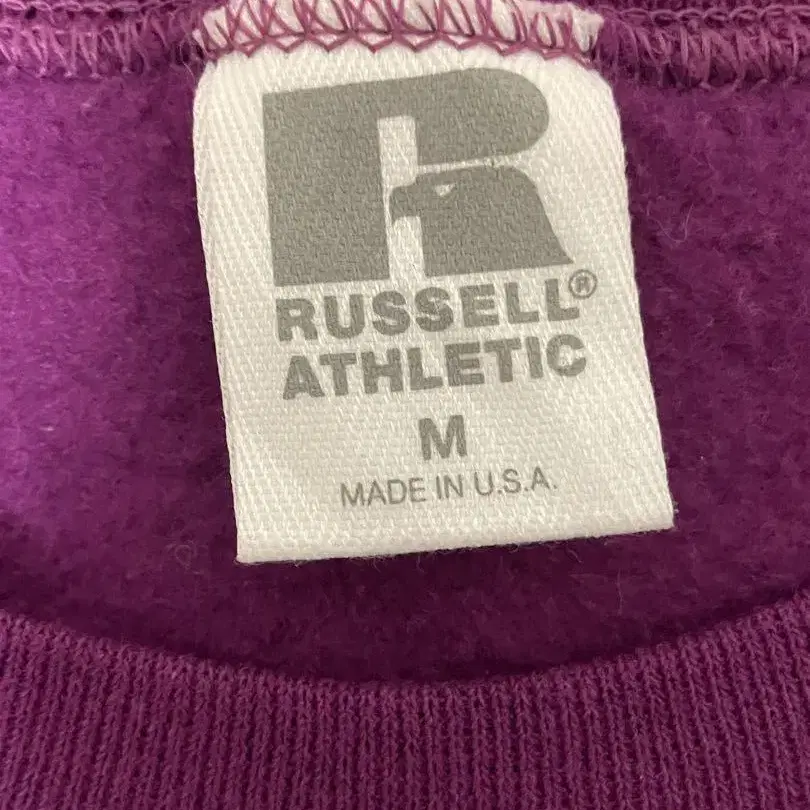 R
RUSSELL®
ATHLETIC
M
MADE IN U.S.A.